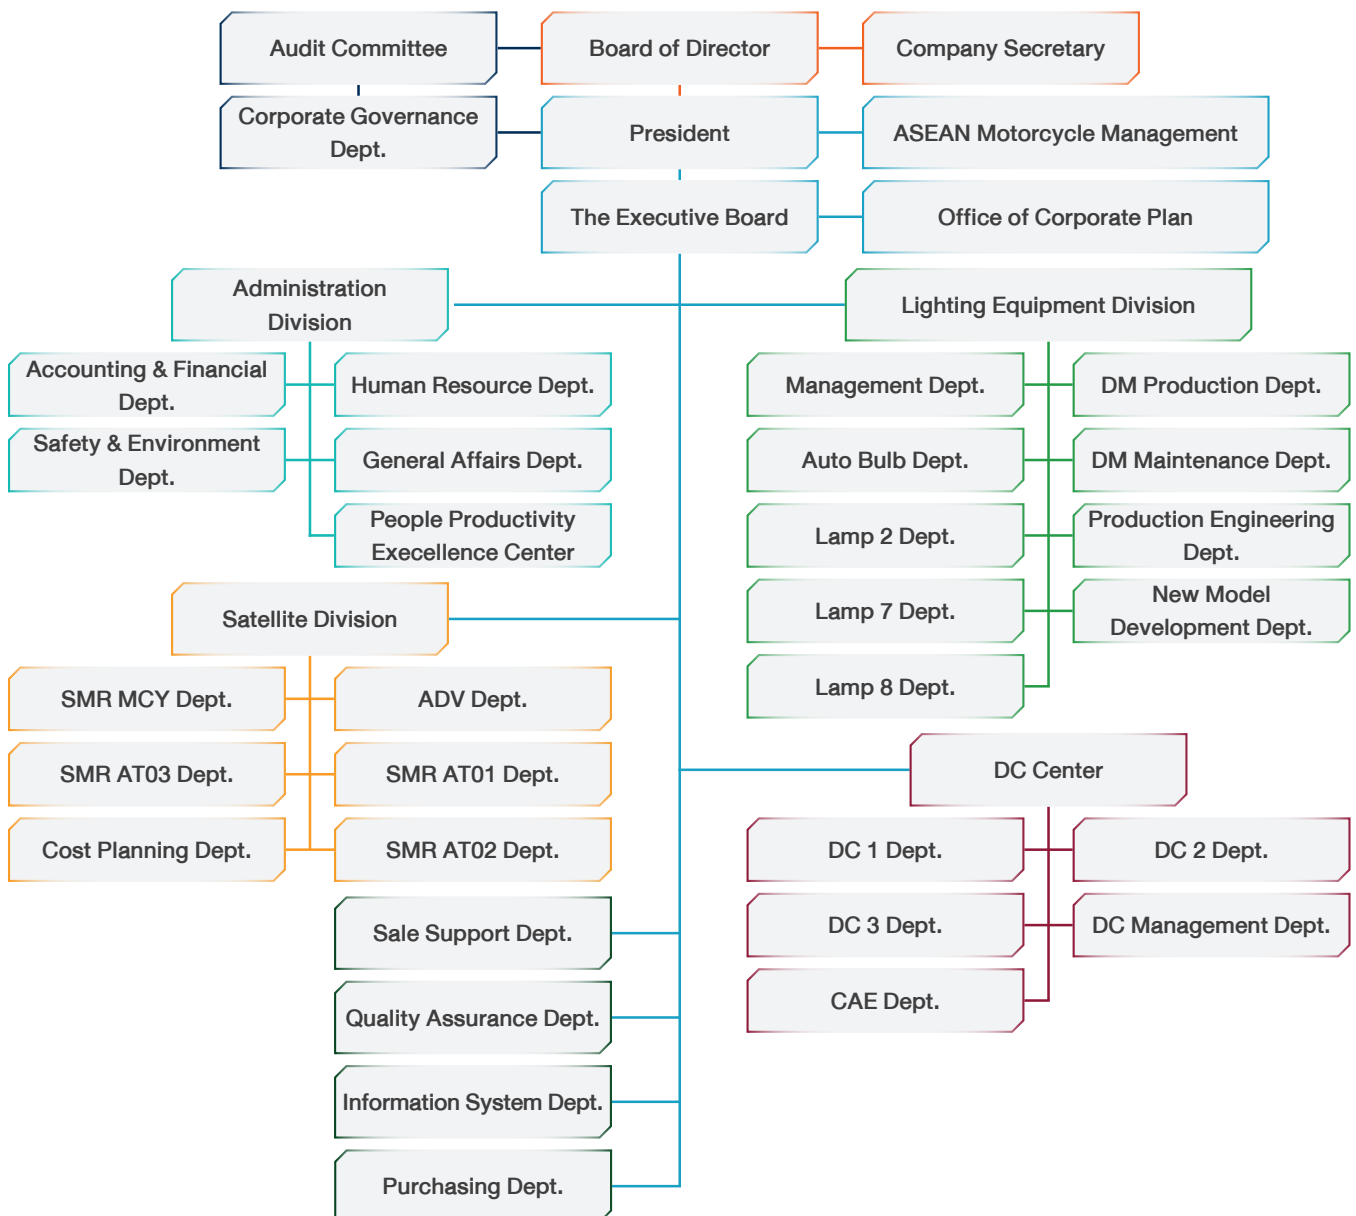 Audit Committee
Board of Director
Company Secretary
Corporate Governance
Dept.
President
ASEAN Motorcycle Management
The Executive Board
Office of Corporate Plan
Administration
Division
Lighting Equipment Division
Accounting & Financial
Dept.
Human Resource Dept.
Management Dept.
DM Production Dept.
Safety & Environment
Dept.
General Affairs Dept.
Auto Bulb Dept.
DM Maintenance Dept.
People Productivity
Execellence Center
Lamp 2 Dept.
Production Engineering
Dept.
Satellite Division
Lamp 7 Dept.
New Model
Development Dept.
SMR MCY Dept.
ADV Dept.
Lamp 8 Dept.
SMR AT03 Dept.
SMR AT01 Dept.
DC Center
Cost Planning Dept.
SMR AT02 Dept.
DC 1 Dept.
DC 2 Dept.
Sale Support Dept.
DC 3 Dept.
DC Management Dept.
Quality Assurance Dept.
CAE Dept.
Information System Dept.
Purchasing Dept.